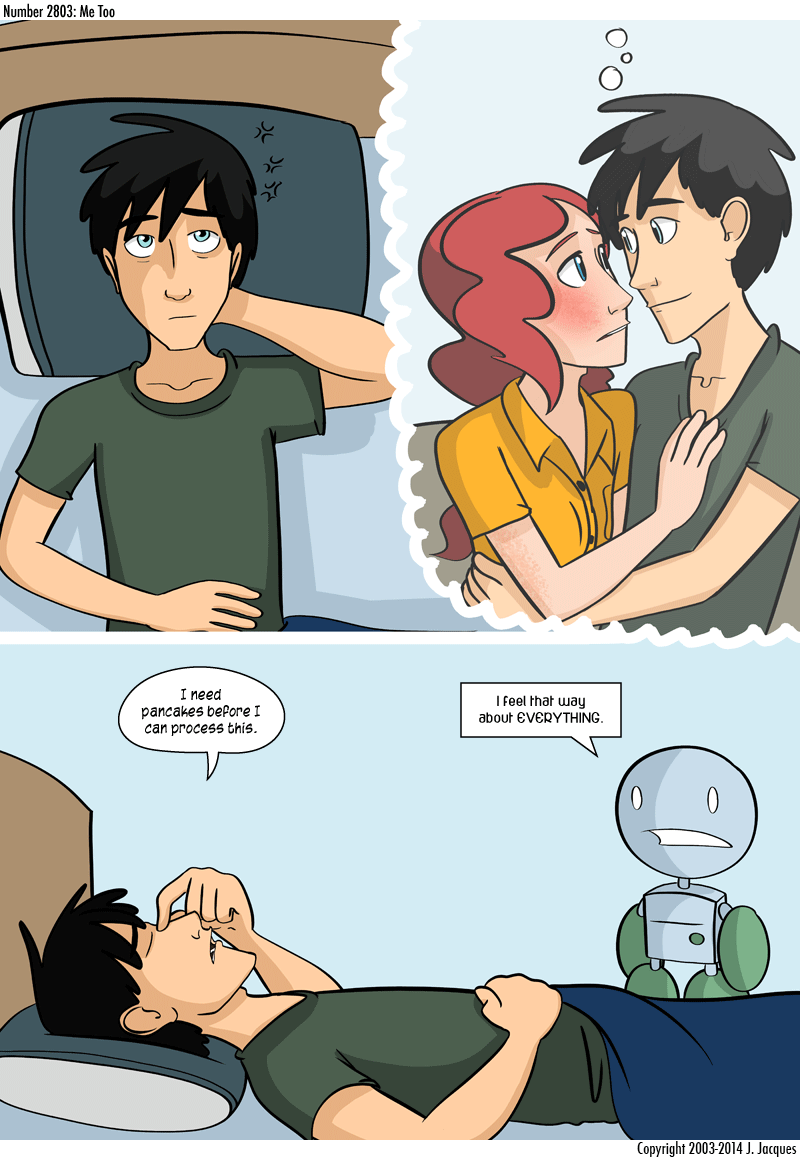 Number 2803: Me Too
I need
pancakes before I
can process this.
I feel that way
about EVERYTHING.
Copyright 2003-2014 J. Jacques